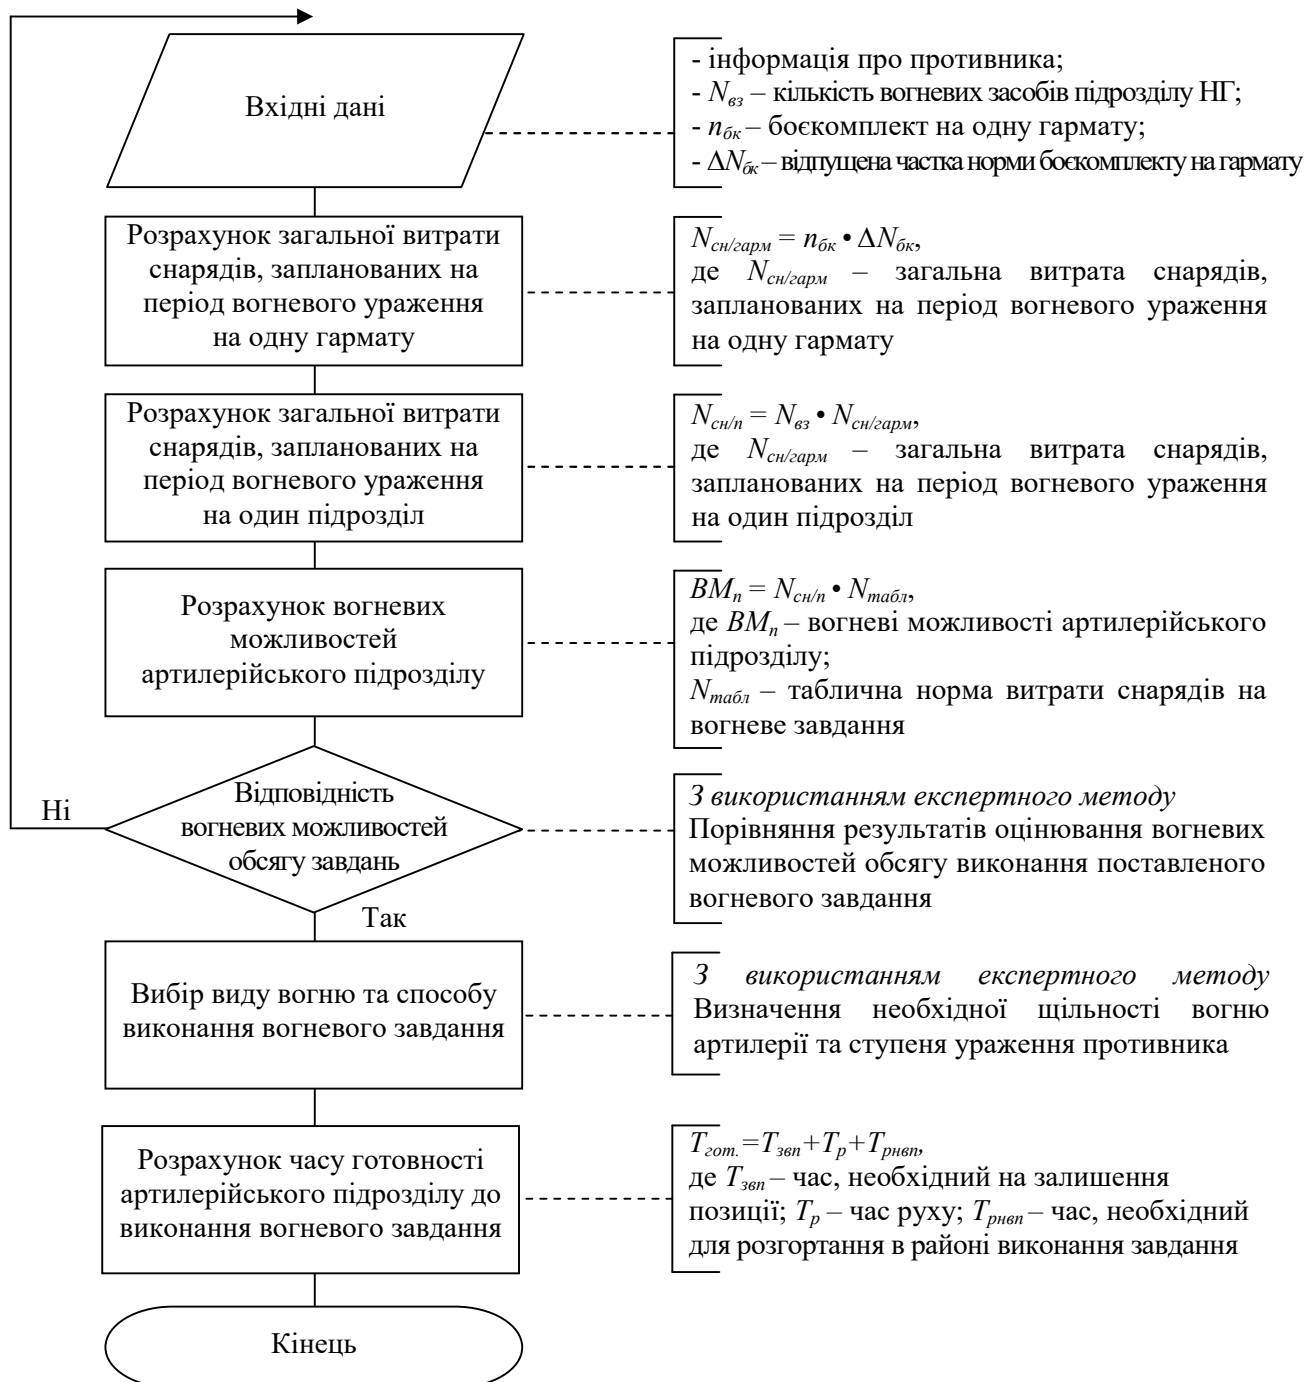 Вхідні дані
- інформація про противника;
- Nвз – кількість вогневих засобів підрозділу НГ;
- nбк – боєкомплект на одну гармату;
- ΔNбк – відпущена частка норми боєкомплекту на гармату
Розрахунок загальної витрати
снарядів, запланованих на
період вогневого ураження
на одну гармату
Nсн/гарм = nбк • ΔNбк,
де Nсн/гарм – загальна витрата снарядів,
запланованих на період вогневого ураження
на одну гармату
Розрахунок загальної витрати
снарядів, запланованих на
період вогневого ураження
на один підрозділ
Nсн/п = Nвз • Nсн/гарм,
де Nсн/гарм – загальна витрата снарядів,
запланованих на період вогневого ураження
на один підрозділ
Розрахунок вогневих
можливостей
артилерійського підрозділу
ВМп = Nсн/п • Nтабл,
де ВМп – вогневі можливості артилерійського
підрозділу;
Nтабл – таблична норма витрати снарядів на
вогневе завдання
Ні
Відповідність
вогневих можливостей
обсягу завдань
Так
З використанням експертного методу
Порівняння результатів оцінювання вогневих
можливостей обсягу виконання поставленого
вогневого завдання
Вибір виду вогню та способу
виконання вогневого завдання
З використанням експертного методу
Визначення необхідної щільності вогню
артилерії та ступеня ураження противника
Розрахунок часу готовності
артилерійського підрозділу до
виконання вогневого завдання
Тгот.=Тзвп+Тр+Трнвп,
де Тзвп – час, необхідний на залишення
позиції; Тр – час руху; Трнвп – час, необхідний
для розгортання в районі виконання завдання
Кінець